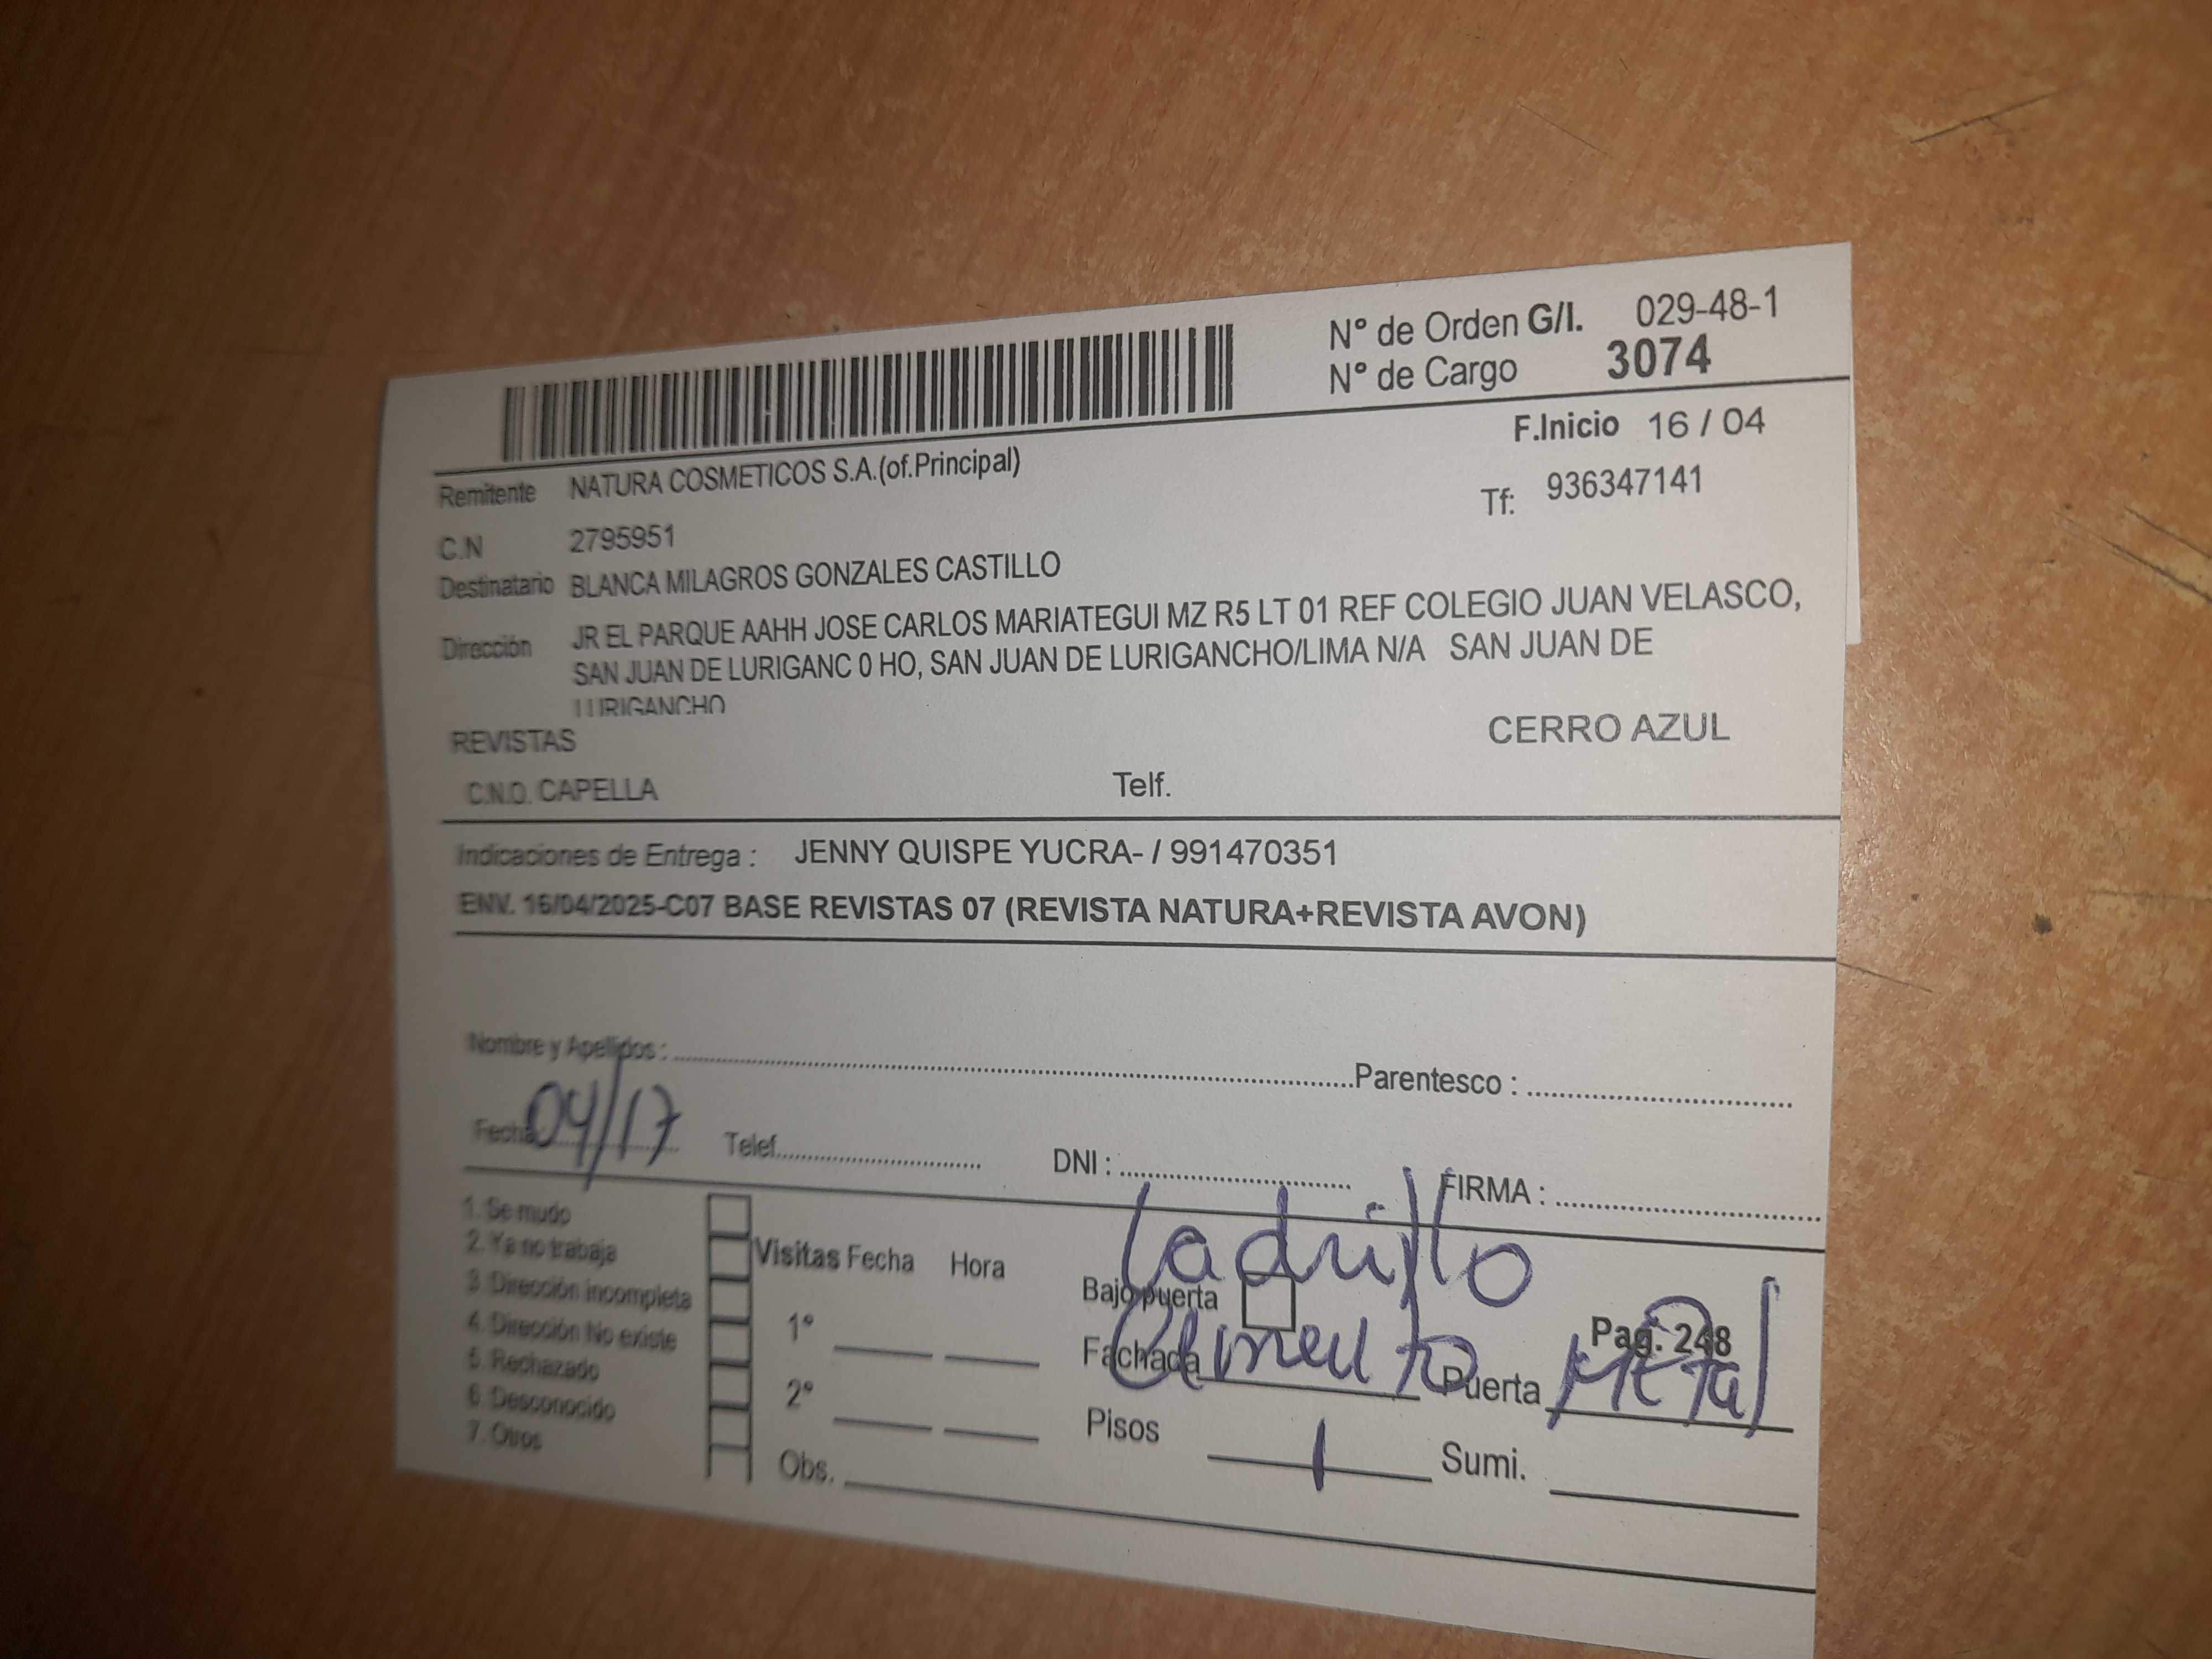 N° de Orden G/I. 029-48-1
N° de Cargo 3074
F.Inicio 16 / 04
Remitente NATURA COSMETICOS S.A.(of.Principal)
Tf: 936347141
C.N 2795951
Destinatario BLANCA MILAGROS GONZALES CASTILLO
Dirección JR EL PARQUE AAHH JOSE CARLOS MARIATEGUI MZ R5 LT 01 REF COLEGIO JUAN VELASCO,
SAN JUAN DE LURIGANC 0 HO, SAN JUAN DE LURIGANCHO/LIMA N/A SAN JUAN DE
LURIGANCHO
REVISTAS CERRO AZUL
C.N.O. CAPELLA Telf.
Indicaciones de Entrega : JENNY QUISPE YUCRA- / 991470351
ENV. 16/04/2025-C07 BASE REVISTAS 07 (REVISTA NATURA+REVISTA AVON)
Nombre y Apellidos : Parentesco :
Fecha 04/17 Telef. DNI : FIRMA :
1. Se mudo
2. Ya no trabaja
3. Dirección incompleta
4. Dirección No existe
5. Rechazado
6. Desconocido
7. Otros
Visitas Fecha Hora
1°
2°
Obs.
Ladrillo
Bajo puerta
Pag. 248
Fachada Cemento Puerta Metal
Pisos 1 Sumi.